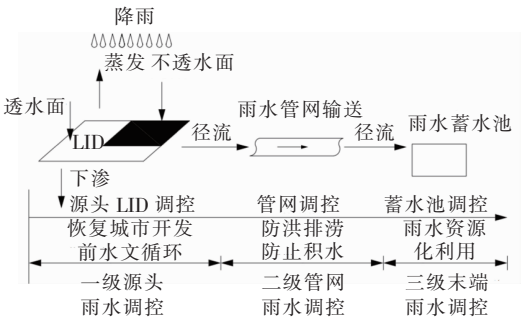 降雨
蒸发 不透水面
透水面
LID
径流
雨水管网输送
径流
雨水蓄水池
下渗
源头 LID 调控
管网调控
蓄水池调控
恢复城市开发
前水文循环
防洪排涝
防止积水
雨水资源
化利用
一级源头
雨水调控
二级管网
雨水调控
三级末端
雨水调控